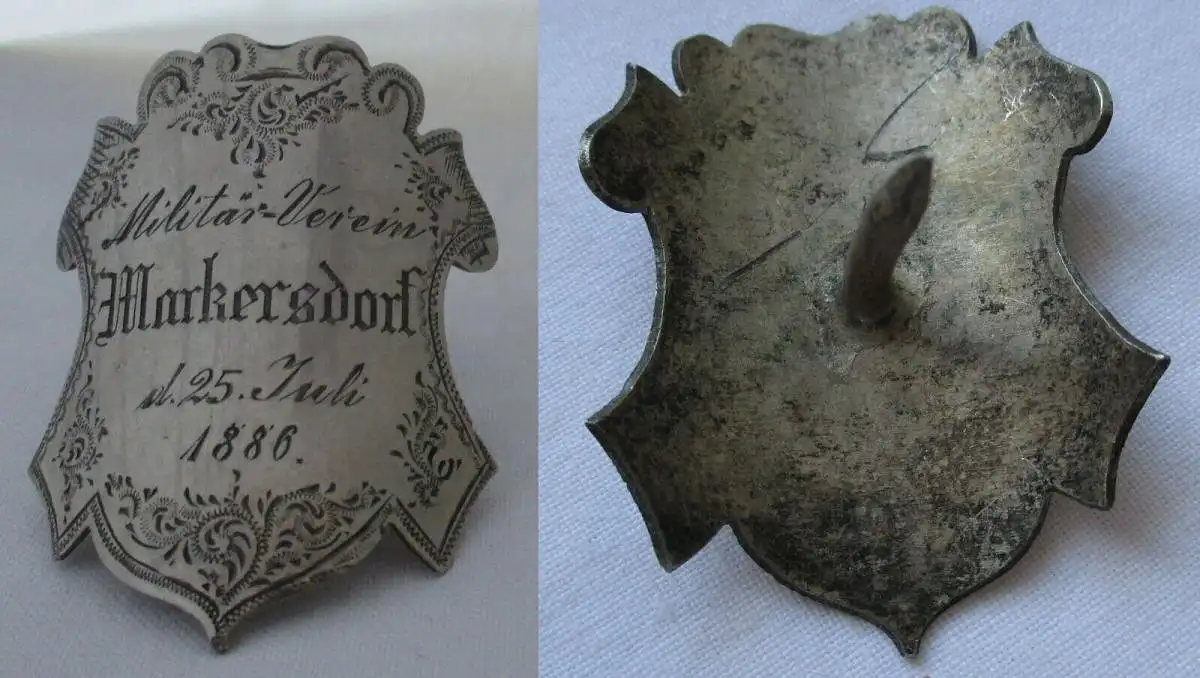 Militär-Verein
Markersdorf
d. 25. Juli
1886.